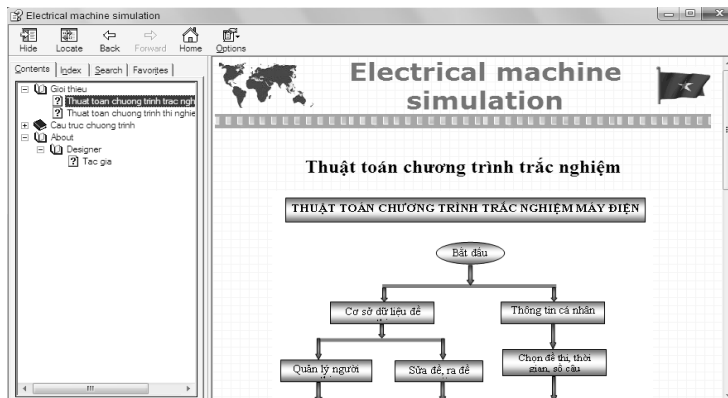 Electrical machine simulation
Hide Locate Back Forward Home Options
Contents Index Search Favorites
Gioi thieu
Thuat toan chuong trinh trac ngh
Thuat toan chuong trinh thi nghie
Cau truc chuong trinh
About
Designer
Tac gia
Electrical machine
simulation
Thuật toán chương trình trắc nghiệm
THUẬT TOÁN CHƯƠNG TRÌNH TRẮC NGHIỆM MÁY ĐIỆN
Bắt đầu
Cơ sở dữ liệu đề
Thông tin cá nhân
Quản lý người
Sửa đề, ra đề
Chọn đề thi, thời
gian, số câu